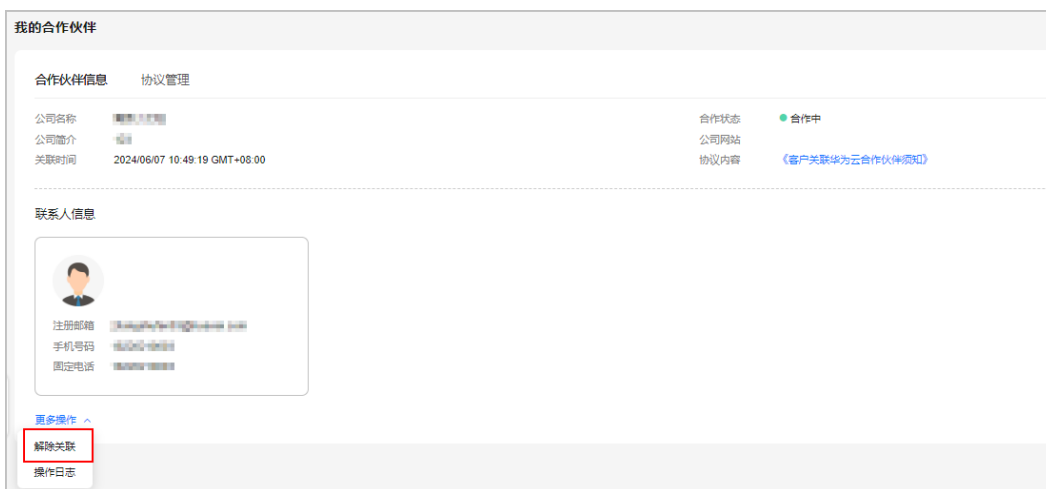 我的合作伙伴
合作伙伴信息 协议管理
公司名称 合作状态 合作中
公司简介 公司网站
关联时间 2024/06/07 10:49:19 GMT+08:00 协议内容 《客户关联华为云合作伙伴须知》
联系人信息
注册邮箱
手机号码
固定电话
更多操作
解除关联
操作日志